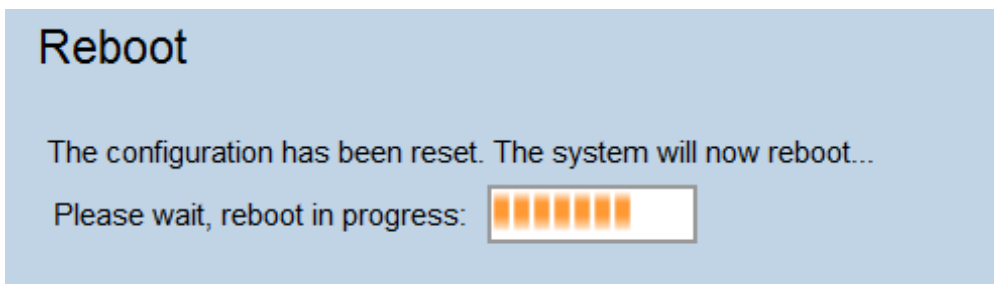 Reboot
The configuration has been reset. The system will now reboot...
Please wait, reboot in progress: